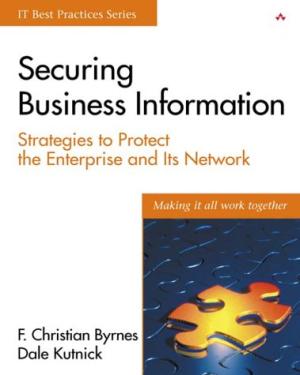 IT Best Practices Series
Securing
Business Information
Strategies to Protect
the Enterprise and Its Network
Making it all work together
F. Christian Byrnes
Dale Kutnick